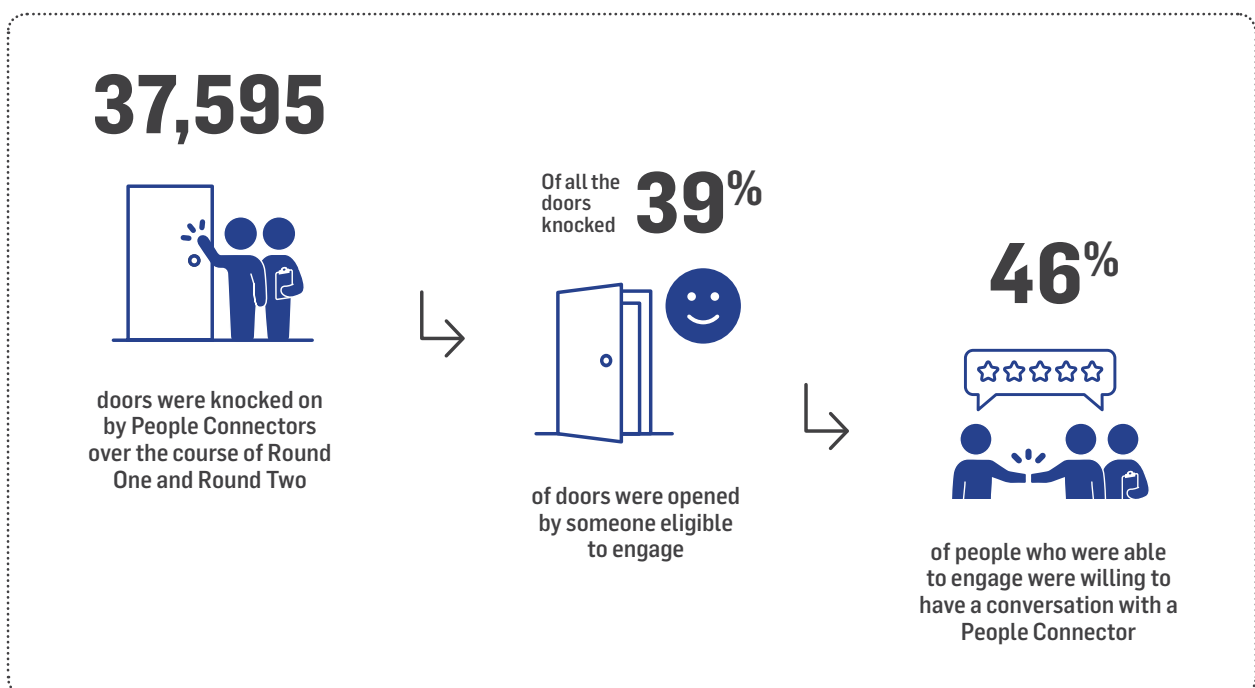 37,595
doors were knocked on
by People Connectors
over the course of Round
One and Round Two
Of all the
doors
knocked
39%
of doors were opened
by someone eligible
to engage
46%
of people who were able
to engage were willing to
have a conversation with a
People Connector